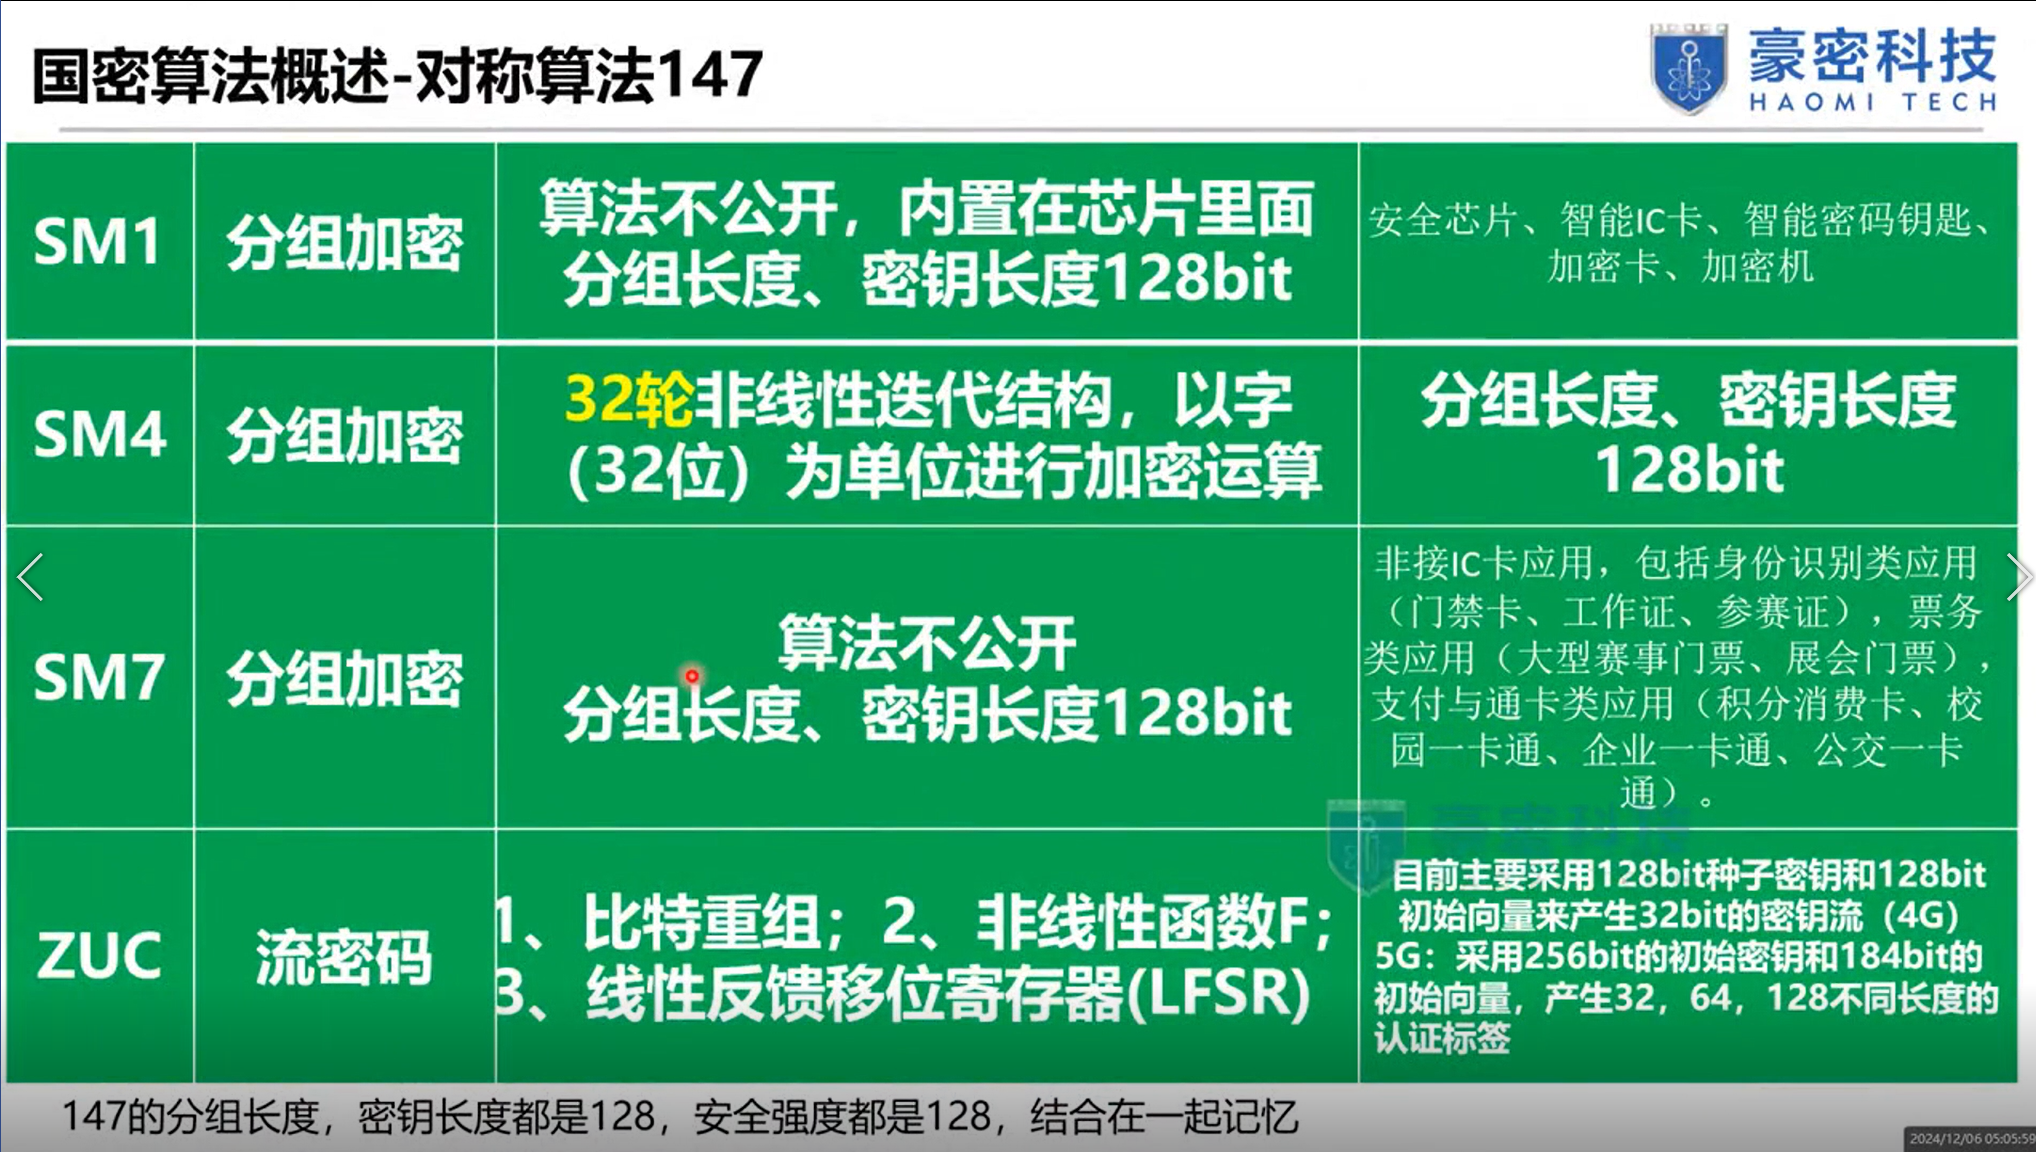 国密算法概述-对称算法147
豪密科技
HAOMI TECH
SM1
分组加密
算法不公开，内置在芯片里面
分组长度、密钥长度128bit
安全芯片、智能IC卡、智能密码钥匙、
加密卡、加密机
SM4
分组加密
32轮非线性迭代结构，以字
（32位）为单位进行加密运算
分组长度、密钥长度
128bit
SM7
分组加密
算法不公开
分组长度、密钥长度128bit
非接IC卡应用，包括身份识别类应用
（门禁卡、工作证、参赛证），票务
类应用（大型赛事门票、展会门票），
支付与通卡类应用（积分消费卡、校
园一卡通、企业一卡通、公交一卡
通）。
豪密科技
ZUC
流密码
1、比特重组；2、非线性函数F；
3、线性反馈移位寄存器(LFSR)
目前主要采用128bit种子密钥和128bit
初始向量来产生32bit的密钥流（4G）
5G：采用256bit的初始密钥和184bit的
初始向量，产生32，64，128不同长度的
认证标签
147的分组长度，密钥长度都是128，安全强度都是128，结合在一起记忆
2024/12/06 05:05:59